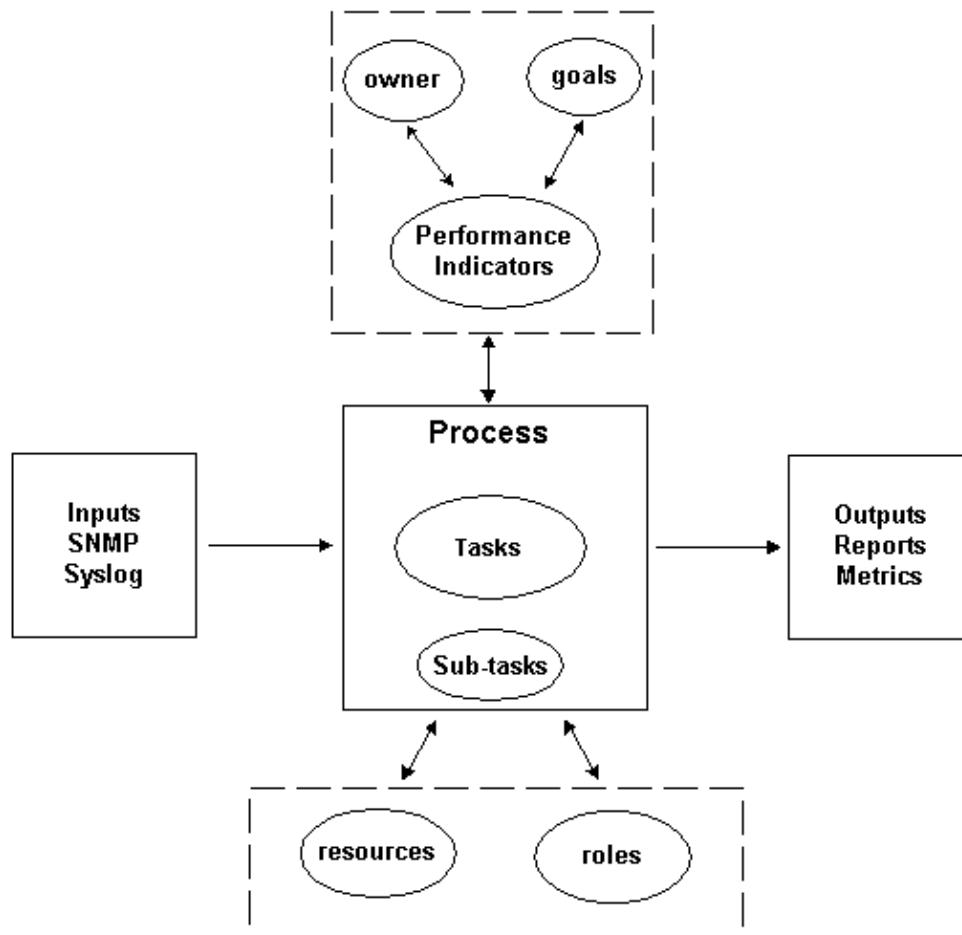 owner
goals
Performance
Indicators
Process
Inputs
SNMP
Syslog
Tasks
Outputs
Reports
Metrics
Sub-tasks
resources
roles